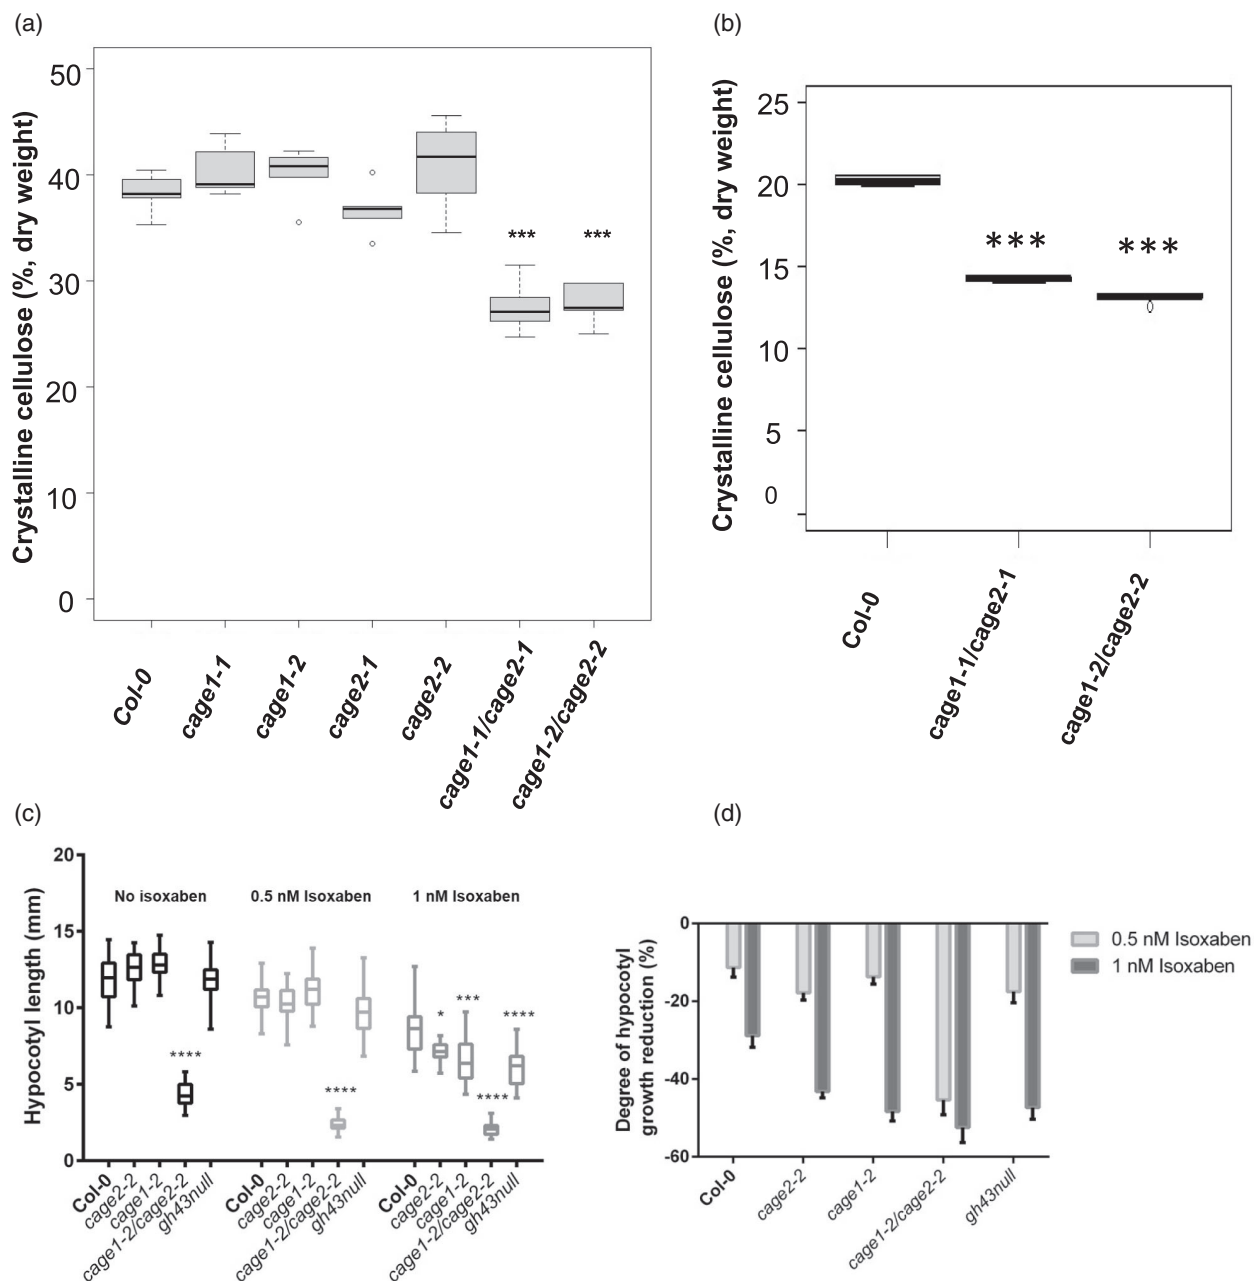 (a)
Crystalline cellulose (%, dry weight)
50
40
30
20
10
0
*** ***
Col-0
cage1-1
cage1-2
cage2-1
cage2-2
cage1-1/cage2-1
cage1-2/cage2-2
(b)
Crystalline cellulose (%, dry weight)
25
20
15
10
5
0
*** ***
Col-0
cage1-1/cage2-1
cage1-2/cage2-2
(c)
Hypocotyl length (mm)
20
15
10
5
0
No isoxaben
0.5 nM Isoxaben
1 nM Isoxaben
****
****
*
***
****
****
Col-0
cage2-2
cage1-2
cage1-2/cage2-2
gh43null
Col-0
cage2-2
cage1-2
cage1-2/cage2-2
gh43null
Col-0
cage2-2
cage1-2
cage1-2/cage2-2
gh43null
(d)
Degree of hypocotyl
growth reduction (%)
0
-20
-40
-60
0.5 nM Isoxaben
1 nM Isoxaben
Col-0
cage2-2
cage1-2
cage1-2/cage2-2
gh43null